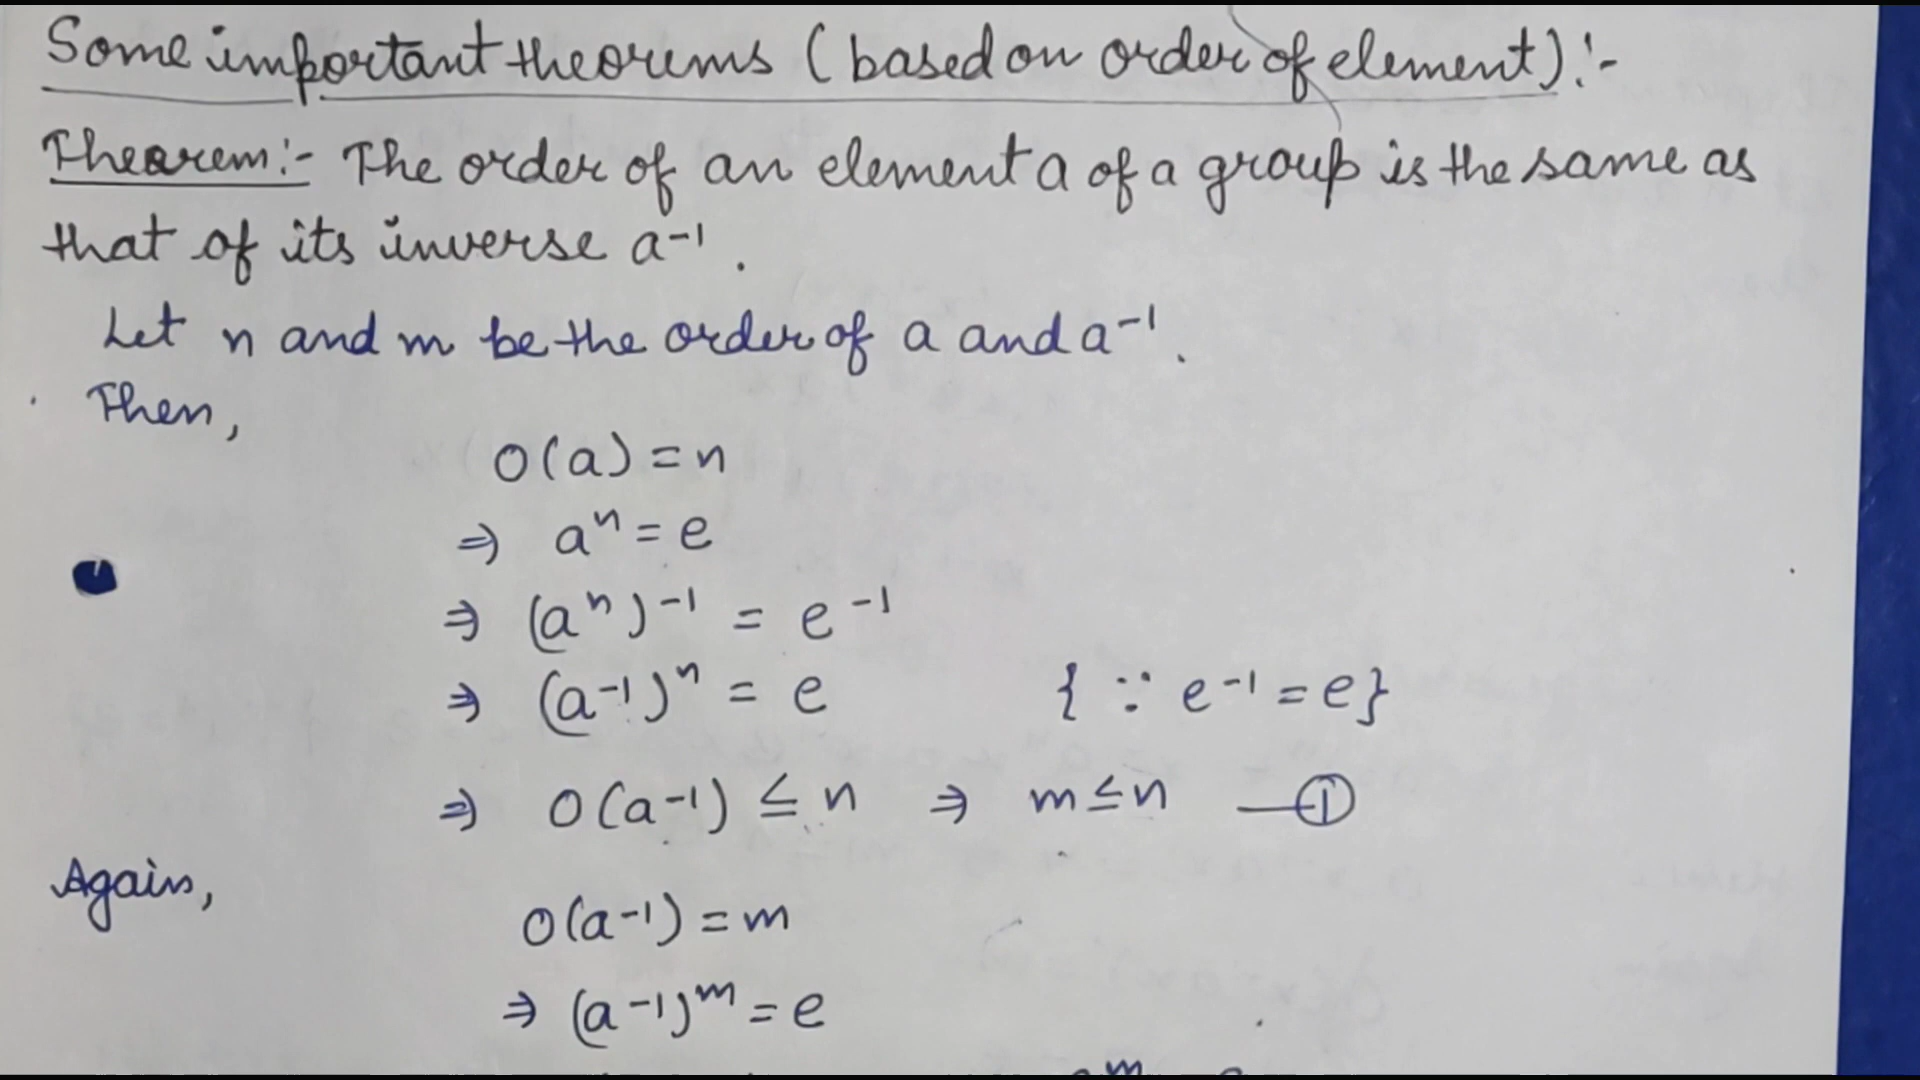 Some important theorems (based on order of element):-
Thearem:- The order of an element a of a group is the same as
that of its inverse a-1.
Let n and m be the order of a and a-1.
Then,
O(a) = n
⇒ aⁿ = e
⇒ (aⁿ)-1 = e-1
⇒ (a-1)ⁿ = e { ∵ e-1 = e}
⇒ O(a-1) ≤ n ⇒ m ≤ n —①
Again,
O(a-1) = m
⇒ (a-1)ᵐ = e